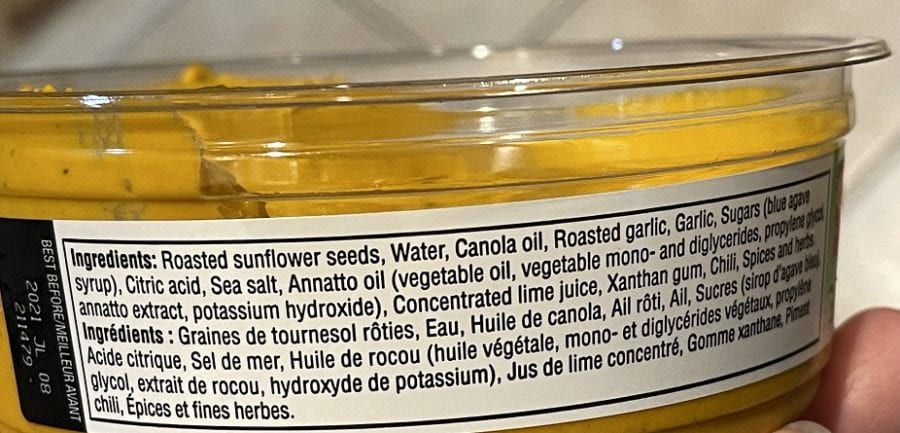 Ingredients: Roasted sunflower seeds, Water, Canola oil, Roasted garlic, Garlic, Sugars (blue agave
syrup), Citric acid, Sea salt, Annatto oil (vegetable oil, vegetable mono- and diglycerides, propylene glycol,
annatto extract, potassium hydroxide), Concentrated lime juice, Xanthan gum, Chili, Spices and herbs.
Ingrédients : Graines de tournesol rôties, Eau, Huile de canola, Ail rôti, Ail, Sucres (sirop d'agave bleu),
Acide citrique, Sel de mer, Huile de rocou (huile végétale, mono- et diglycérides végétaux, propylène
glycol, extrait de rocou, hydroxyde de potassium), Jus de lime concentré, Gomme xanthane, Piment
chili, Épices et fines herbes.
BEST BEFORE/MEILLEUR AVANT
2021 JL 08
211479